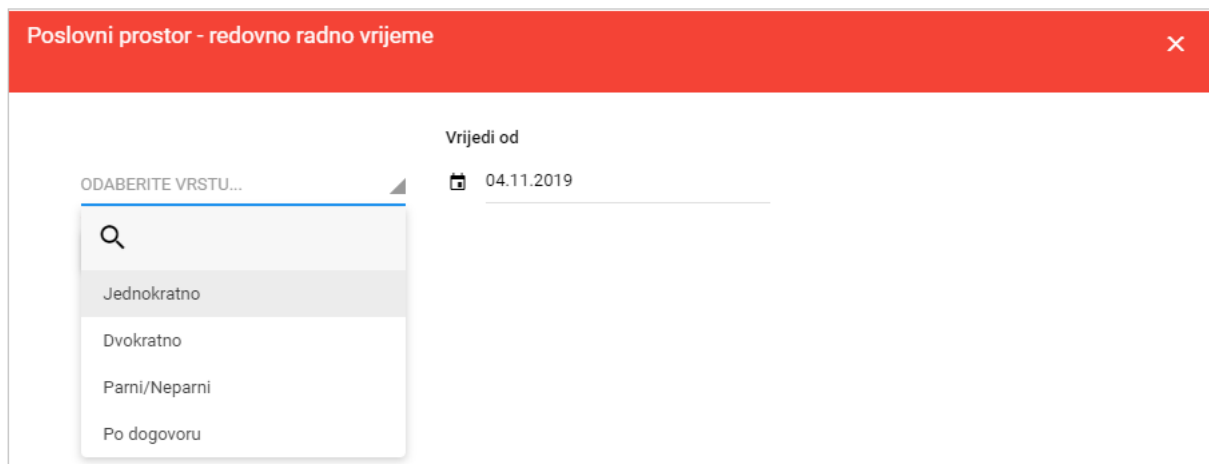 Poslovni prostor - redovno radno vrijeme
Vrijedi od
ODABERITE VRSTU...
04.11.2019
Jednokratno
Dvokratno
Parni/Neparni
Po dogovoru